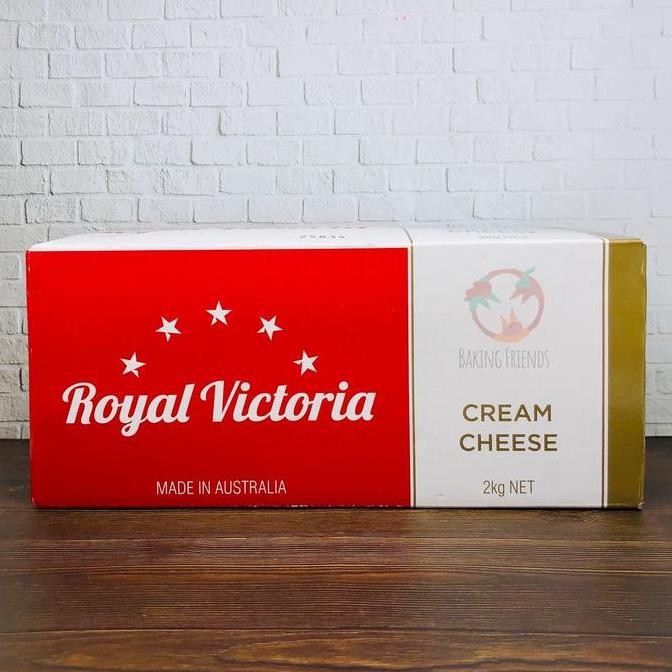 Royal Victoria
MADE IN AUSTRALIA
BAKING FRIENDS
CREAM
CHEESE
2kg NET